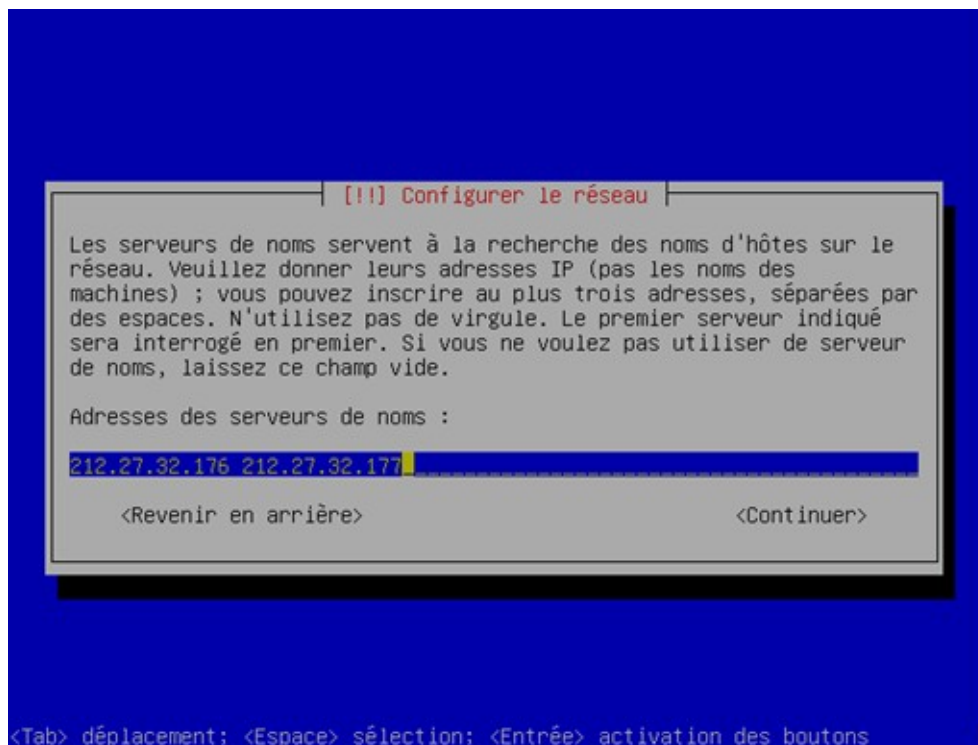 [!!] Configurer le réseau
Les serveurs de noms servent à la recherche des noms d'hôtes sur le
réseau. Veuillez donner leurs adresses IP (pas les noms des
machines) ; vous pouvez inscrire au plus trois adresses, séparées par
des espaces. N'utilisez pas de virgule. Le premier serveur indiqué
sera interrogé en premier. Si vous ne voulez pas utiliser de serveur
de noms, laissez ce champ vide.
Adresses des serveurs de noms :
212.27.32.176 212.27.32.177
<Revenir en arrière> <Continuer>
<Tab> déplacement; <Espace> sélection; <Entrée> activation des boutons